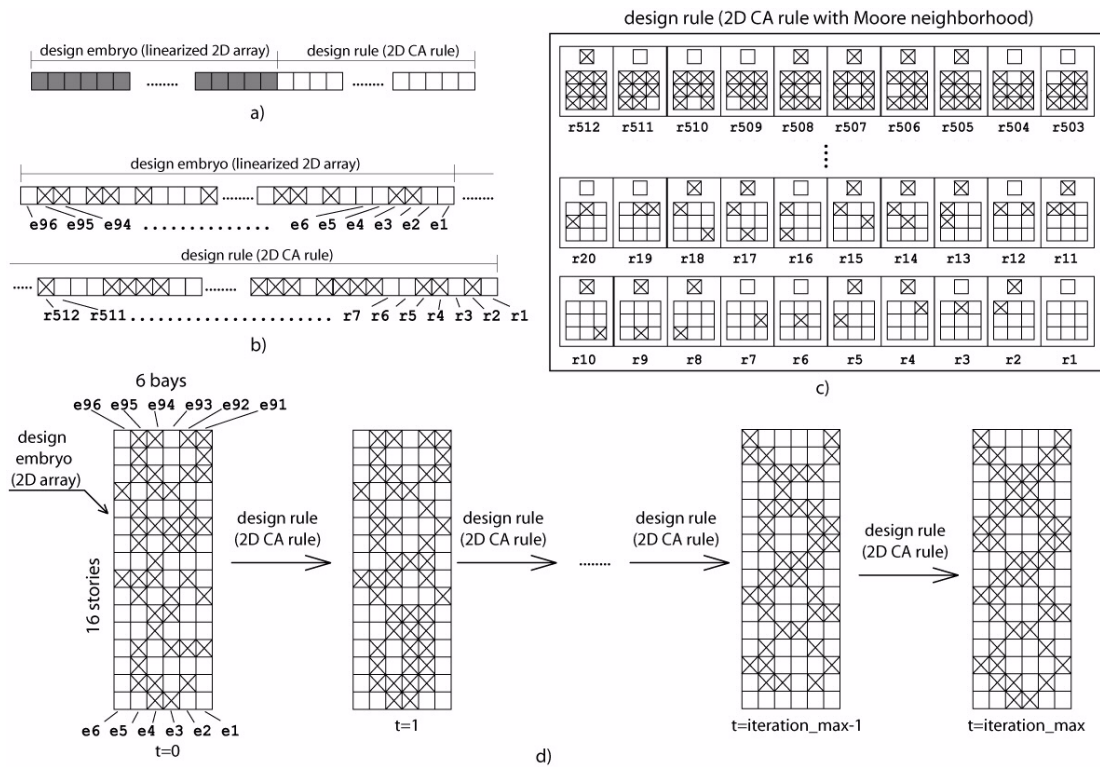 design embryo (linearized 2D array) design rule (2D CA rule)
........ ........
a)
design embryo (linearized 2D array)
........ ........
e96 e95 e94 .............. e6 e5 e4 e3 e2 e1
design rule (2D CA rule)
..... ........
r512 r511 ...................... r7 r6 r5 r4 r3 r2 r1
b)
design rule (2D CA rule with Moore neighborhood)
r512 r511 r510 r509 r508 r507 r506 r505 r504 r503
r20 r19 r18 r17 r16 r15 r14 r13 r12 r11
r10 r9 r8 r7 r6 r5 r4 r3 r2 r1
c)
6 bays
e96 e95 e94 e93 e92 e91
design
embryo
(2D array)
16 stories
e6 e5 e4 e3 e2 e1
t=0
design rule
(2D CA rule)
t=1
design rule
(2D CA rule)
........
design rule
(2D CA rule)
t=iteration_max-1
design rule
(2D CA rule)
t=iteration_max
d)